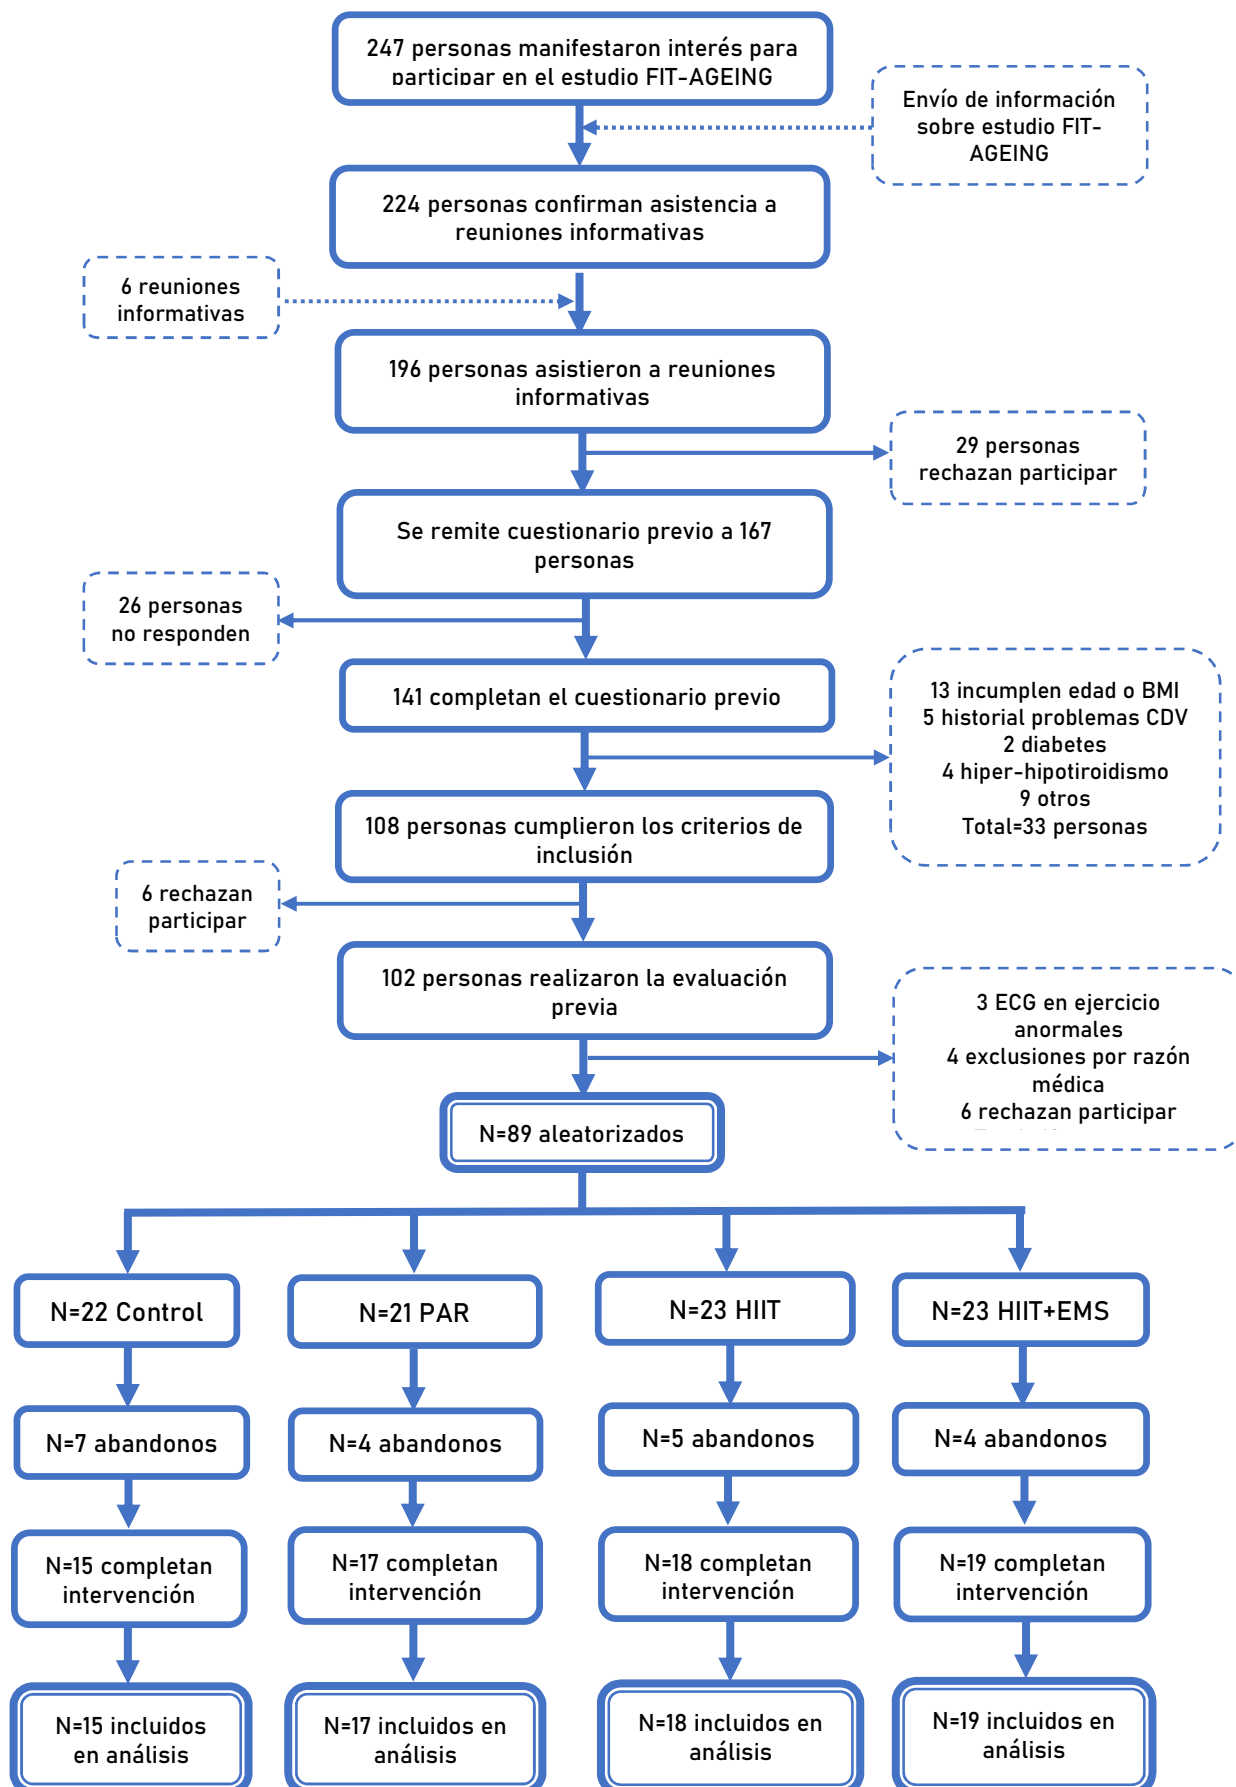 247 personas manifestaron interés para
participar en el estudio FIT-AGEING
Envío de información
sobre estudio FIT-
AGEING
224 personas confirman asistencia a
reuniones informativas
6 reuniones
informativas
196 personas asistieron a reuniones
informativas
29 personas
rechazan participar
Se remite cuestionario previo a 167
personas
26 personas
no responden
141 completan el cuestionario previo
13 incumplen edad o BMI
5 historial problemas CDV
2 diabetes
4 hiper-hipotiroidismo
9 otros
Total=33 personas
108 personas cumplieron los criterios de
inclusión
6 rechazan
participar
102 personas realizaron la evaluación
previa
3 ECG en ejercicio
anormales
4 exclusiones por razón
médica
6 rechazan participar
N=89 aleatorizados
N=22 Control
N=21 PAR
N=23 HIIT
N=23 HIIT+EMS
N=7 abandonos
N=4 abandonos
N=5 abandonos
N=4 abandonos
N=15 completan
intervención
N=17 completan
intervención
N=18 completan
intervención
N=19 completan
intervención
N=15 incluidos
en análisis
N=17 incluidos en
análisis
N=18 incluidos en
análisis
N=19 incluidos en
análisis